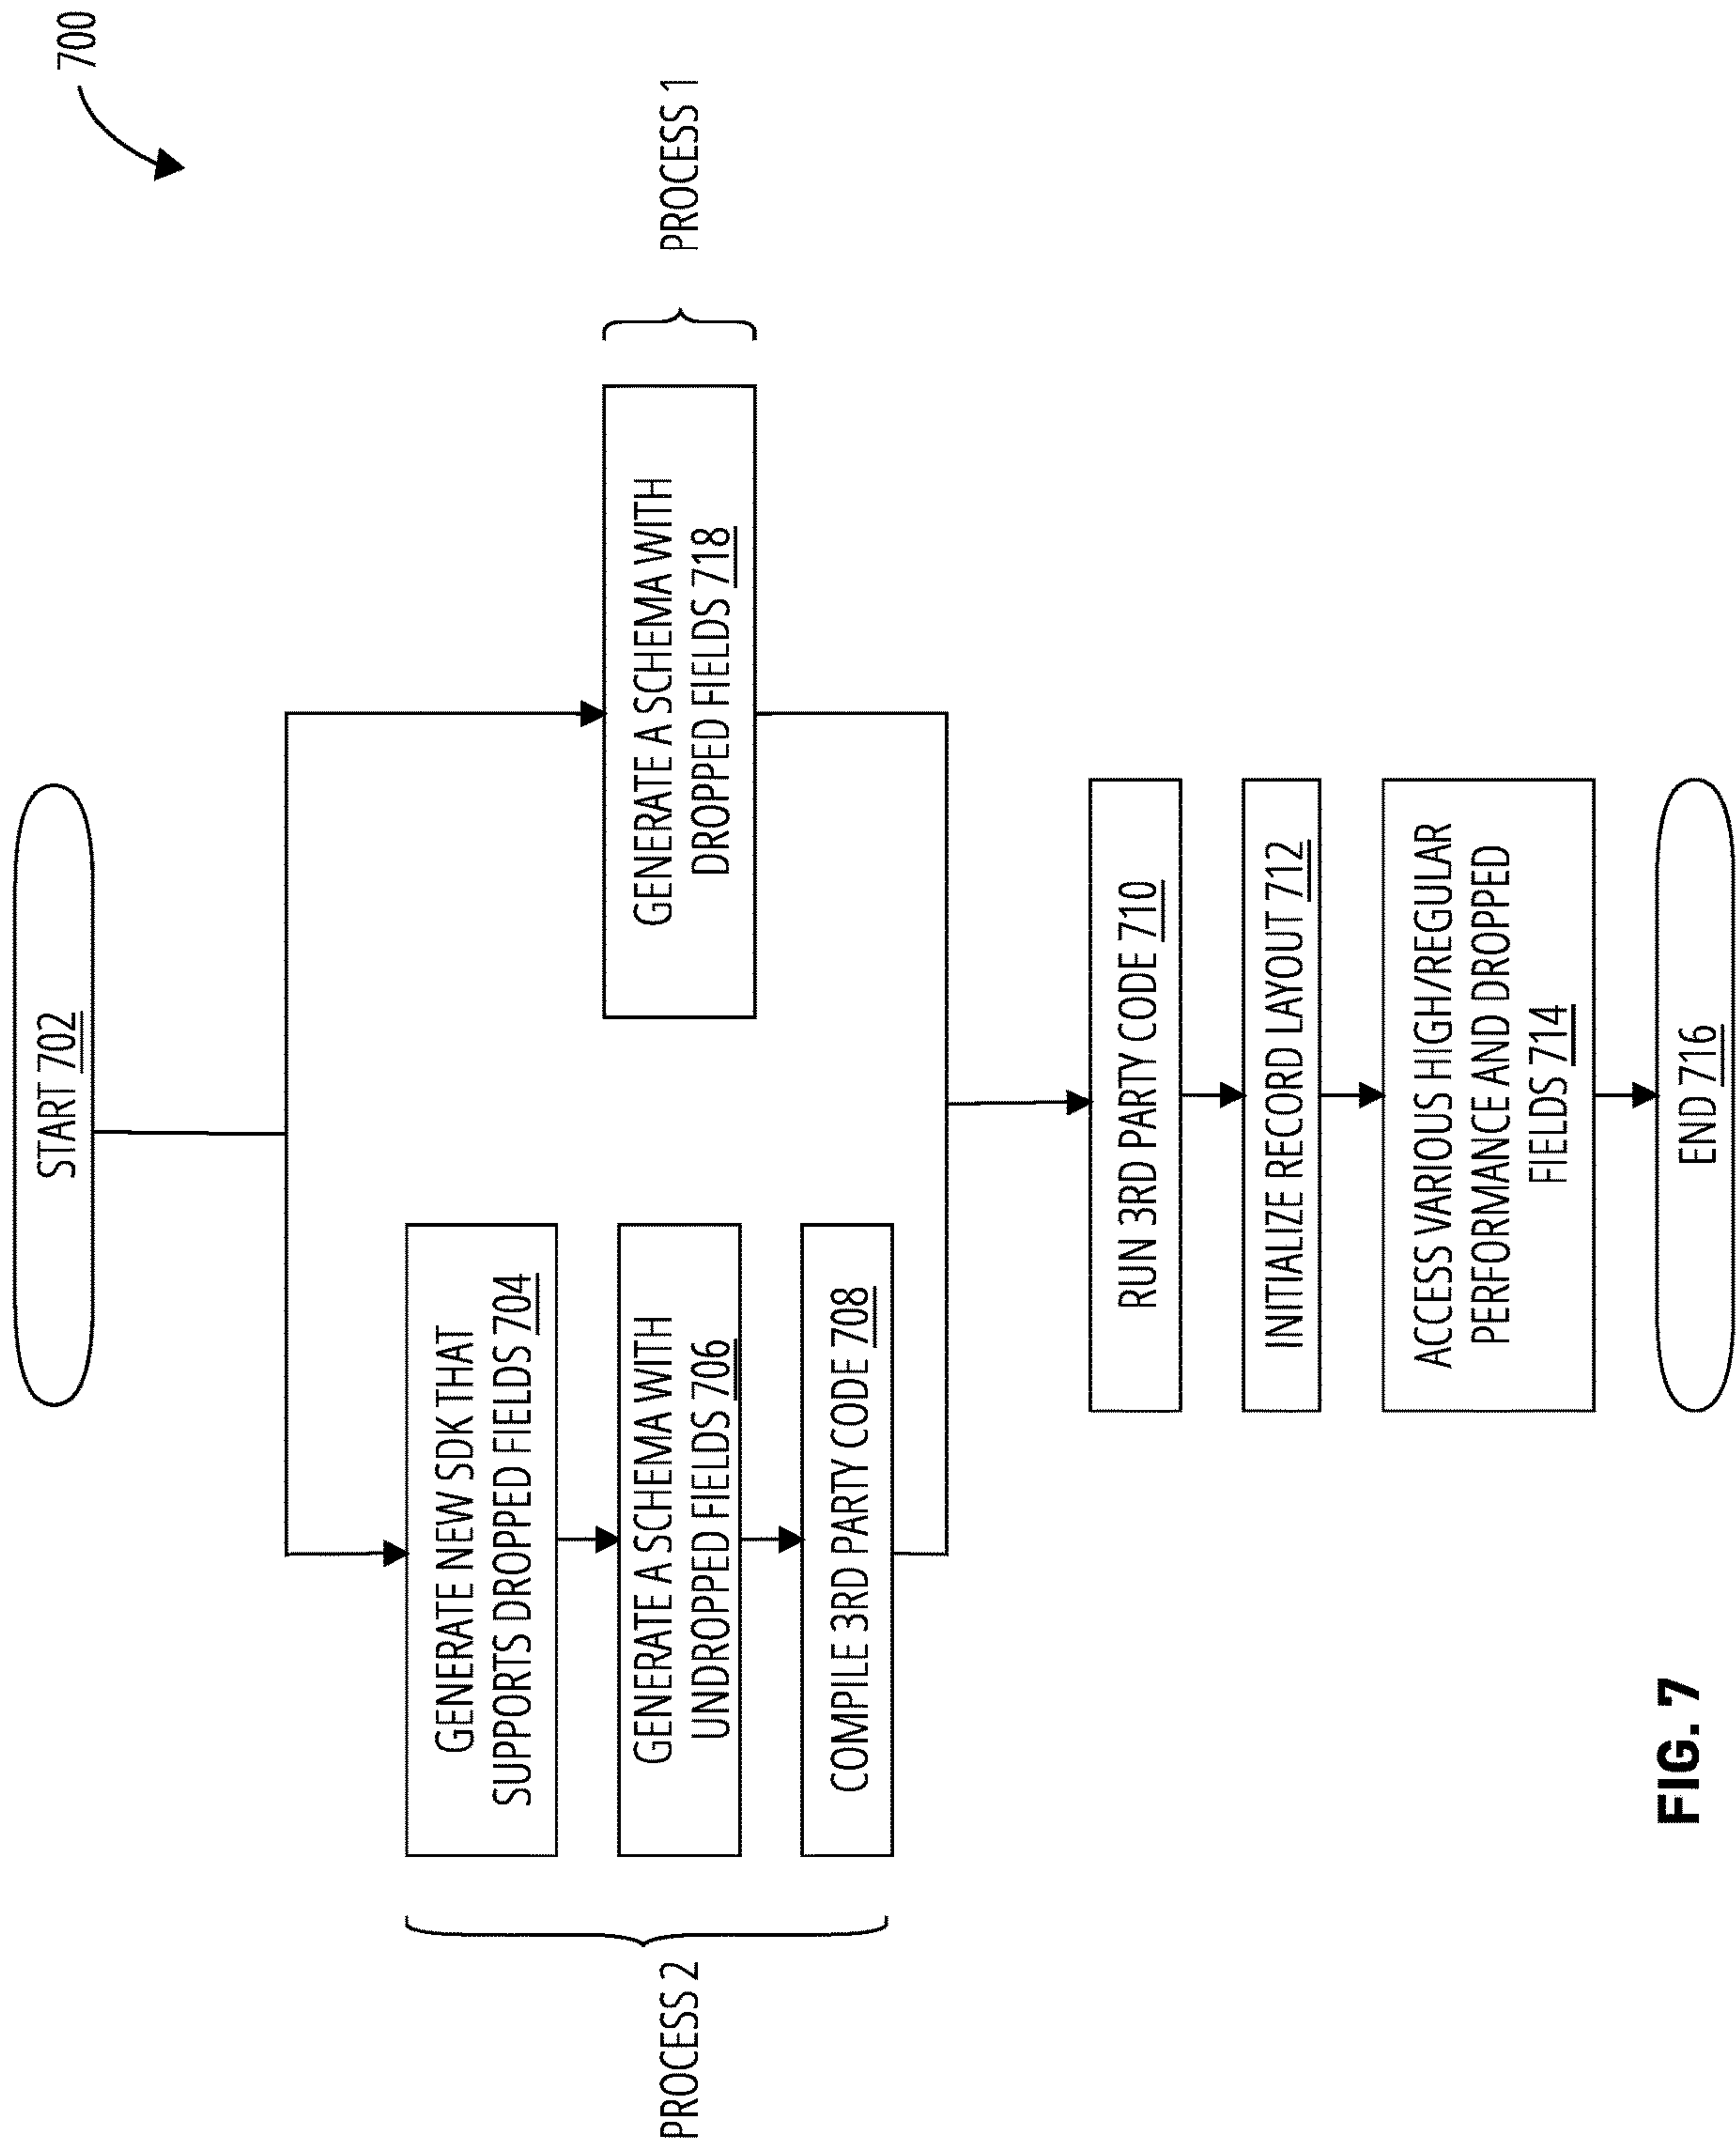 700
START 702
PROCESS 2
GENERATE NEW SDK THAT
SUPPORTS DROPPED FIELDS 704
GENERATE A SCHEMA WITH
UNDROPPED FIELDS 706
COMPILE 3RD PARTY CODE 708
GENERATE A SCHEMA WITH
DROPPED FIELDS 718
PROCESS 1
RUN 3RD PARTY CODE 710
INITIALIZE RECORD LAYOUT 712
ACCESS VARIOUS HIGH/REGULAR
PERFORMANCE AND DROPPED
FIELDS 714
END 716
FIG. 7